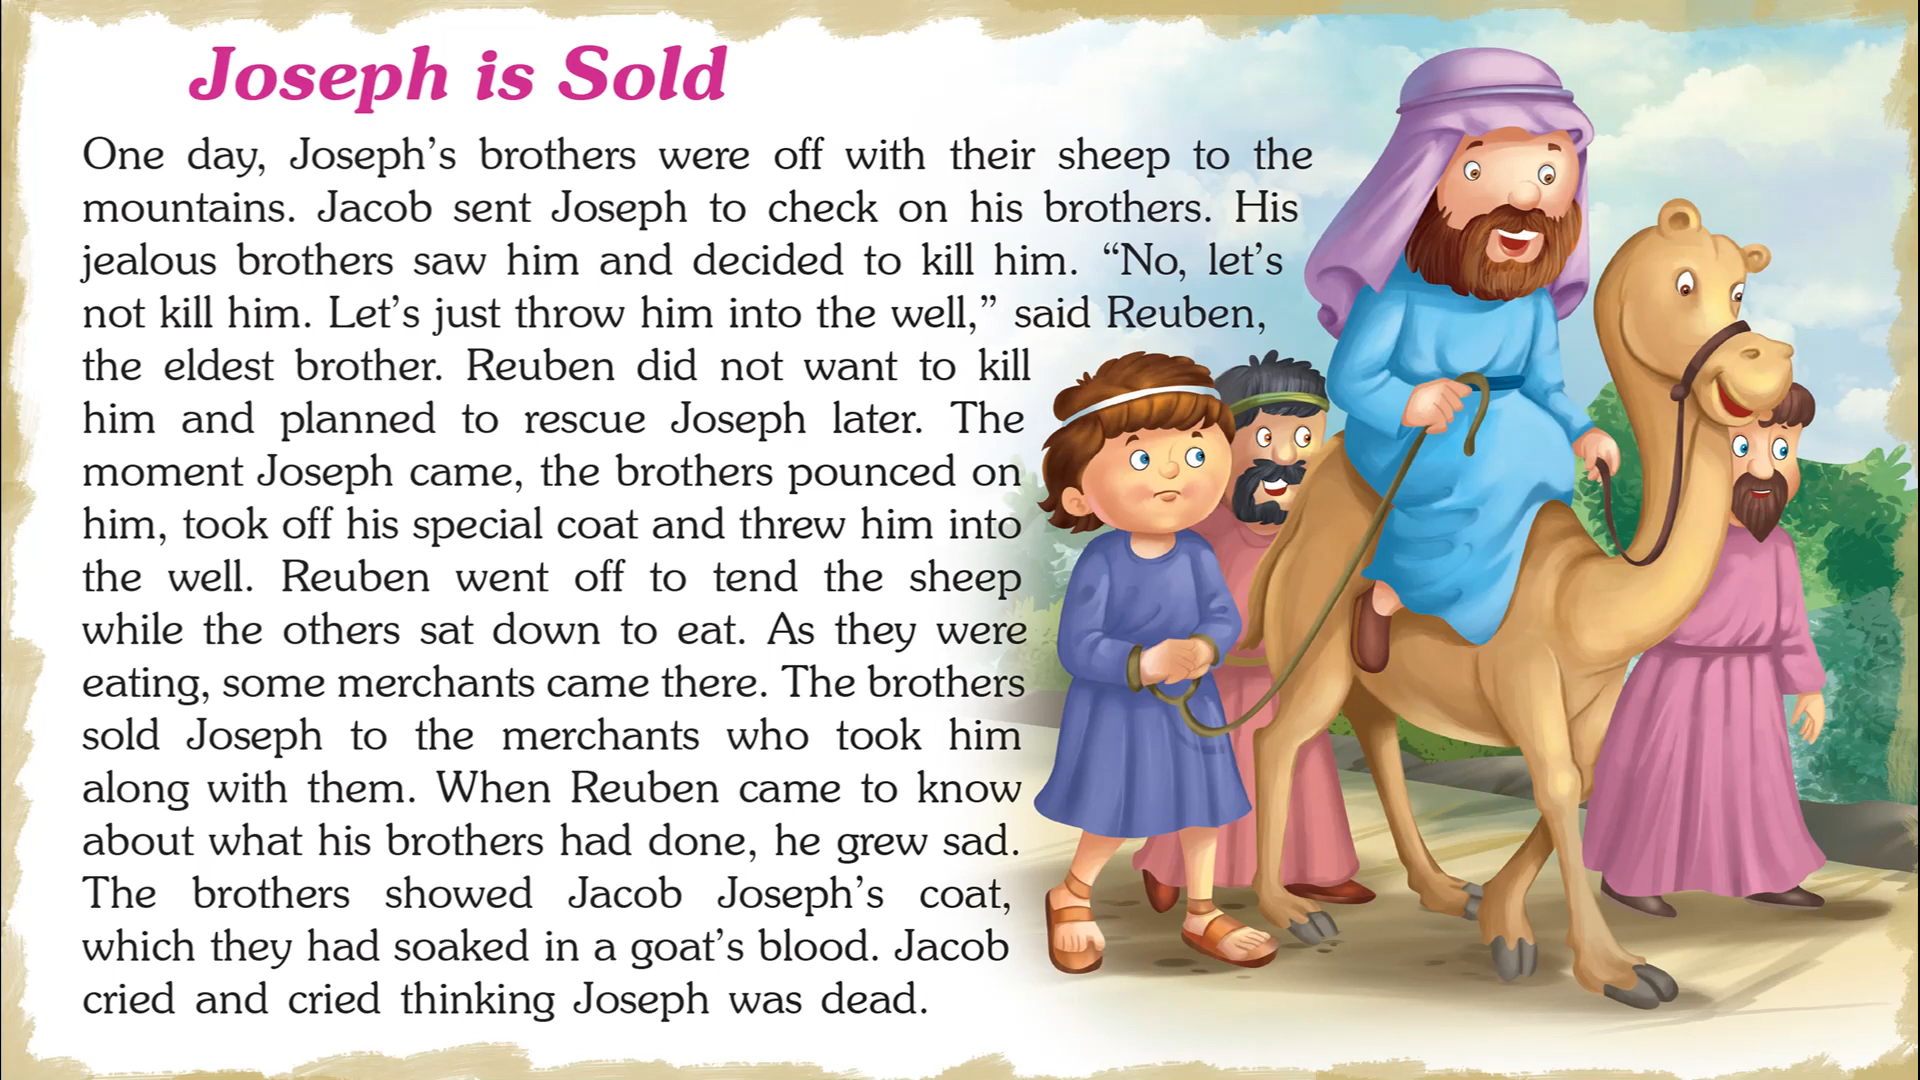 Joseph is Sold
One day, Joseph’s brothers were off with their sheep to the
mountains. Jacob sent Joseph to check on his brothers. His
jealous brothers saw him and decided to kill him. “No, let’s
not kill him. Let’s just throw him into the well,” said Reuben,
the eldest brother. Reuben did not want to kill
him and planned to rescue Joseph later. The
moment Joseph came, the brothers pounced on
him, took off his special coat and threw him into
the well. Reuben went off to tend the sheep
while the others sat down to eat. As they were
eating, some merchants came there. The brothers
sold Joseph to the merchants who took him
along with them. When Reuben came to know
about what his brothers had done, he grew sad.
The brothers showed Jacob Joseph’s coat,
which they had soaked in a goat’s blood. Jacob
cried and cried thinking Joseph was dead.